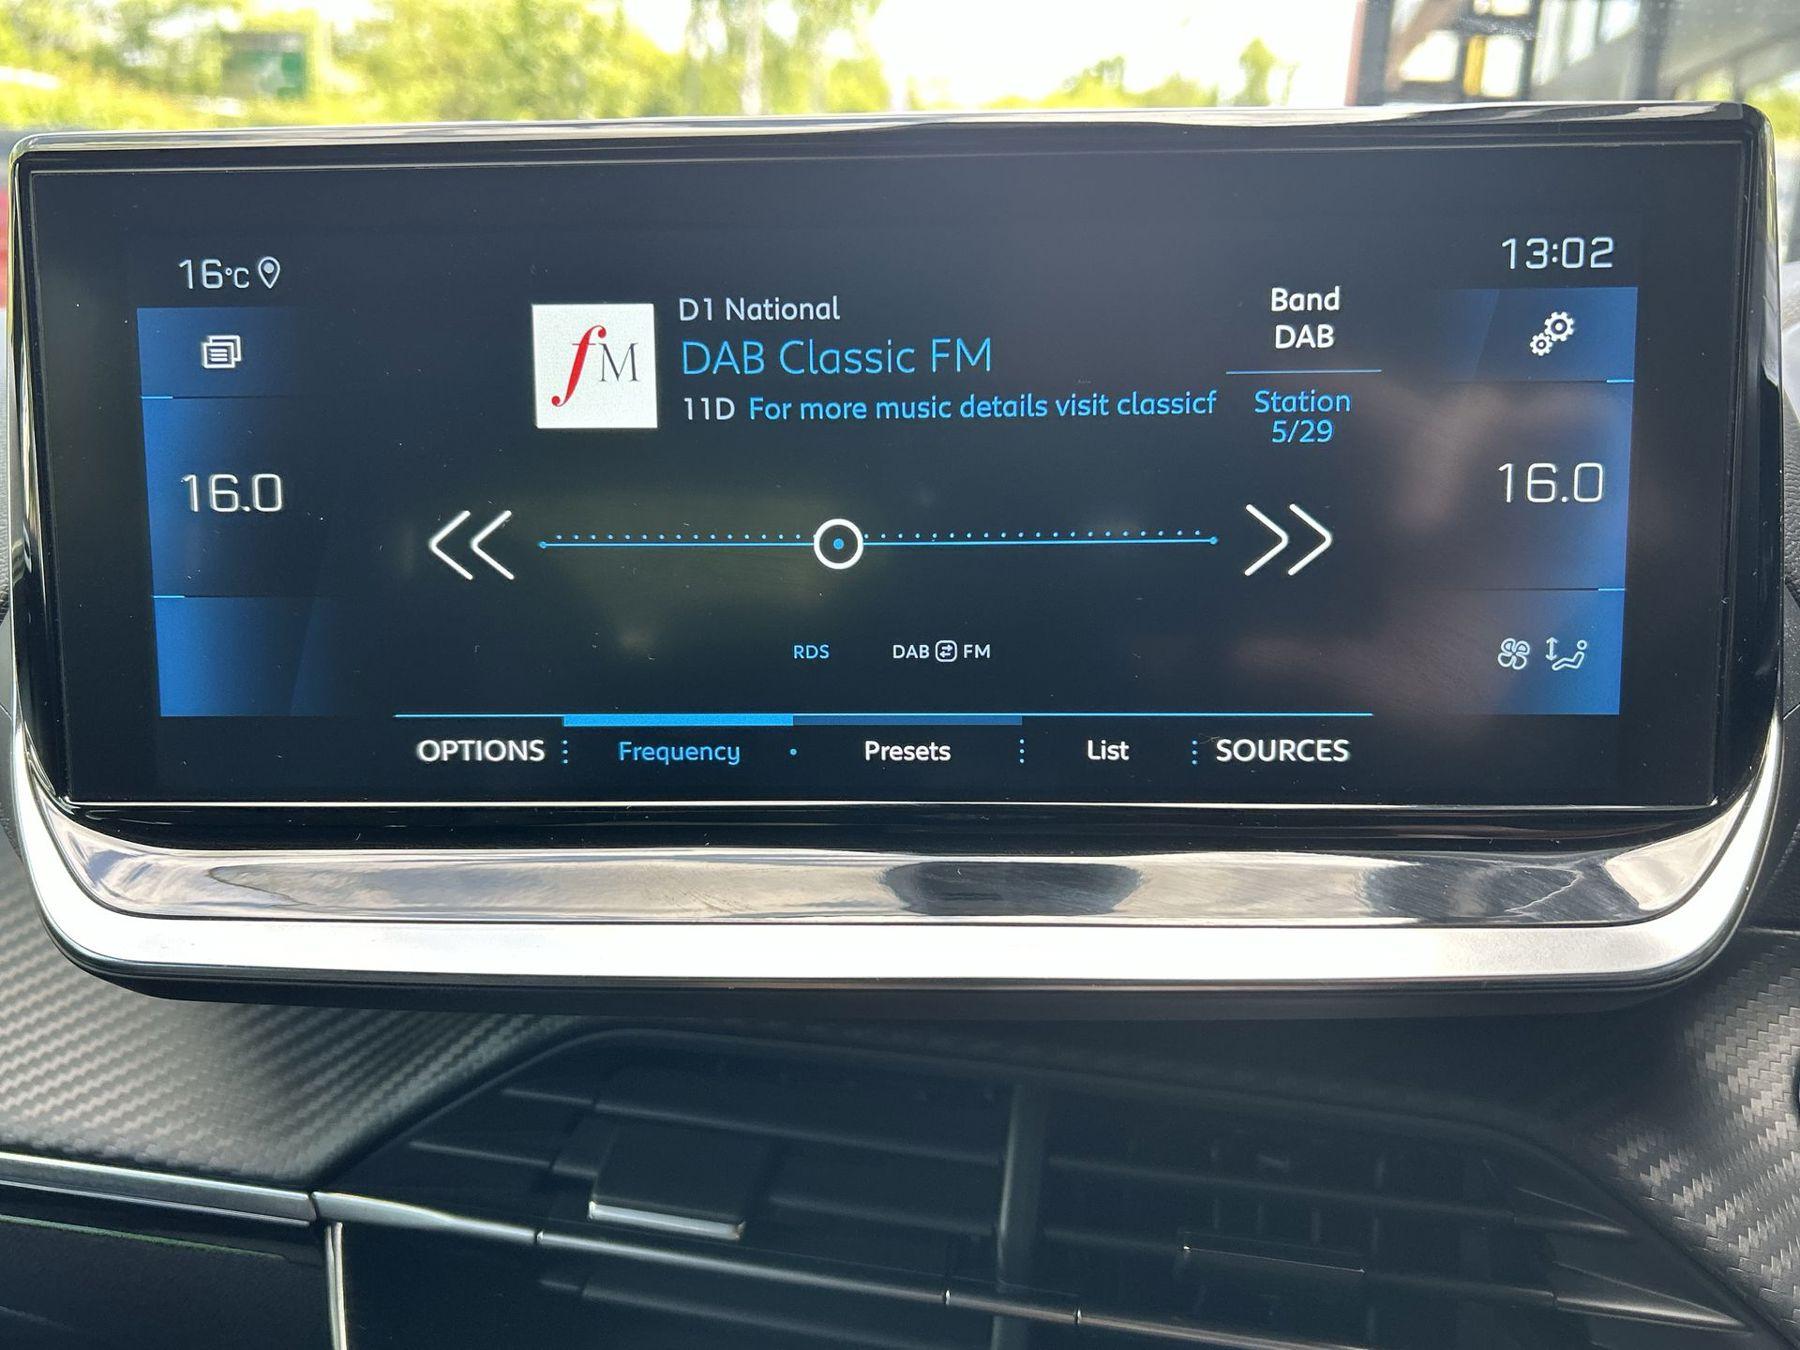 16°C
13:02
fM
D1 National
DAB Classic FM
11D For more music details visit classicf
Band
DAB
Station
5/29
16.0
16.0
RDS
DAB FM
OPTIONS
Frequency
Presets
List
SOURCES